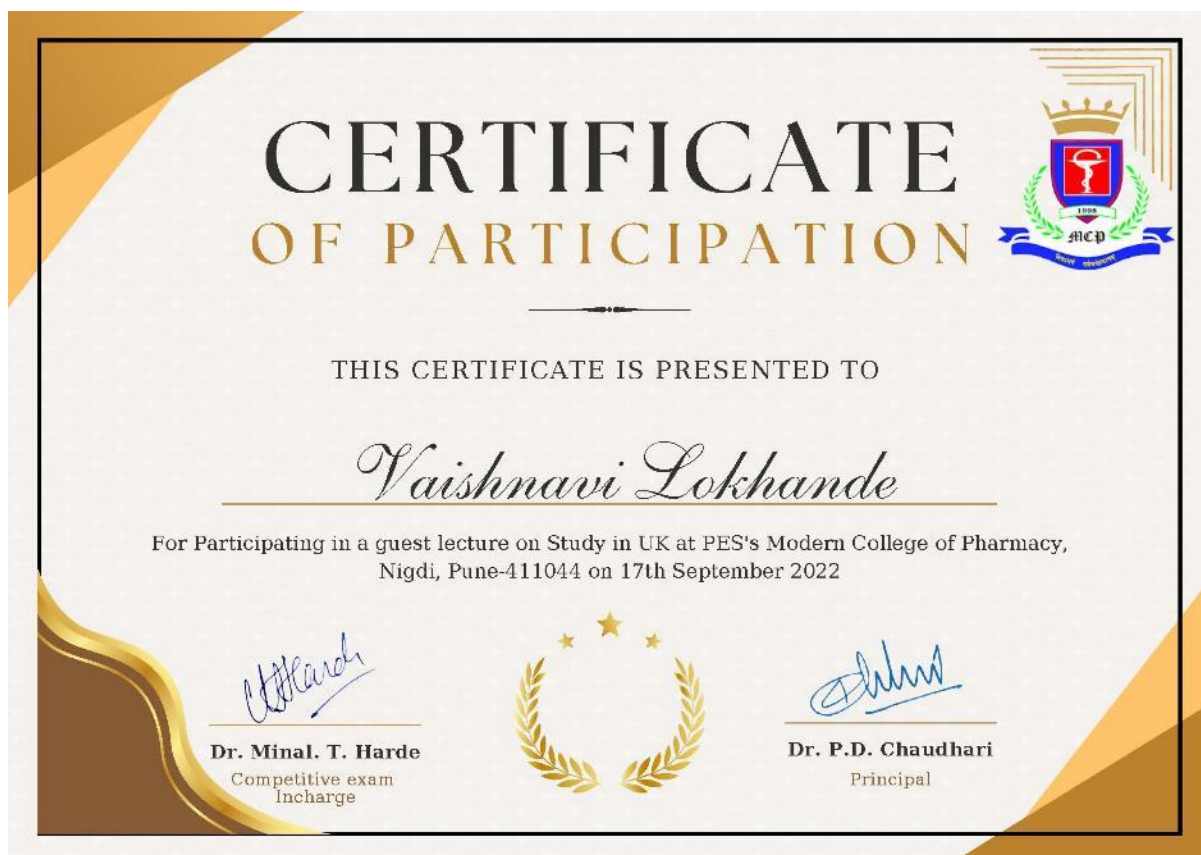 CERTIFICATE
OF PARTICIPATION
1998
MCP
THIS CERTIFICATE IS PRESENTED TO
Vaishnavi Lokhande
For Participating in a guest lecture on Study in UK at PES's Modern College of Pharmacy,
Nigdi, Pune-411044 on 17th September 2022
Dr. Minal. T. Harde
Competitive exam
Incharge
Dr. P.D. Chaudhari
Principal